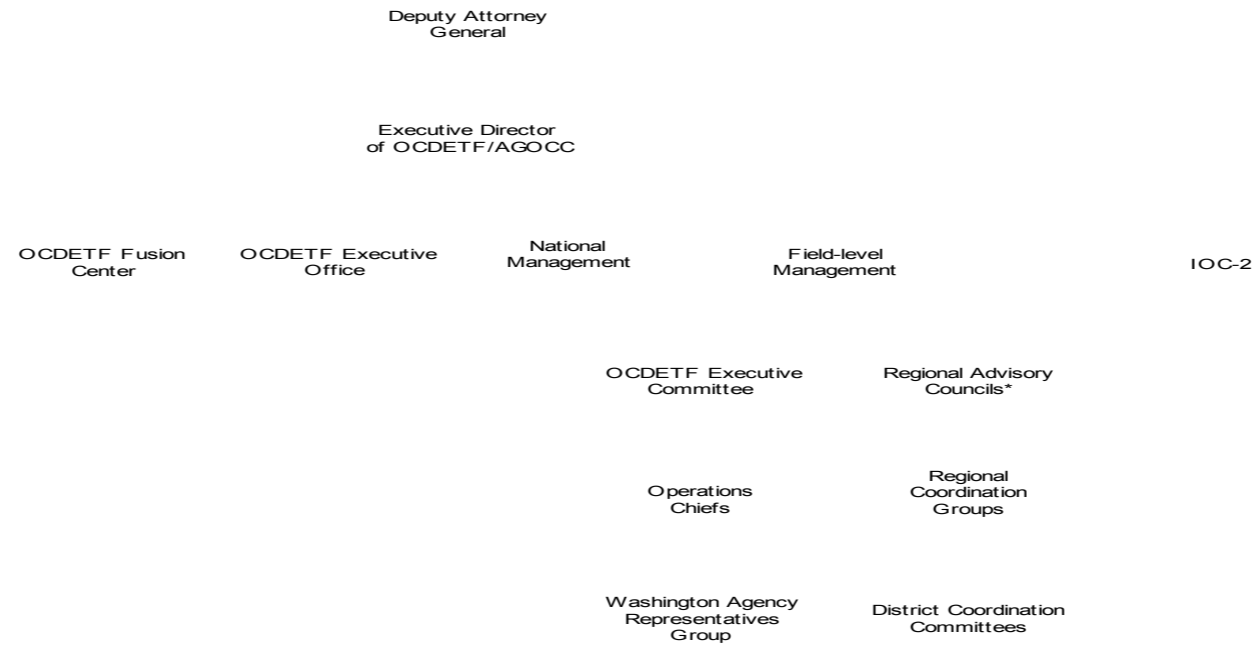 Deputy Attorney
General
Executive Director
of OCDETF/AGOCC
OCDETF Fusion
Center
OCDETF Executive
Office
National
Management
Field-level
Management
IOC-2
OCDETF Executive
Committee
Regional Advisory
Councils*
Operations
Chiefs
Regional
Coordination
Groups
Washington Agency
Representatives
Group
District Coordination
Committees